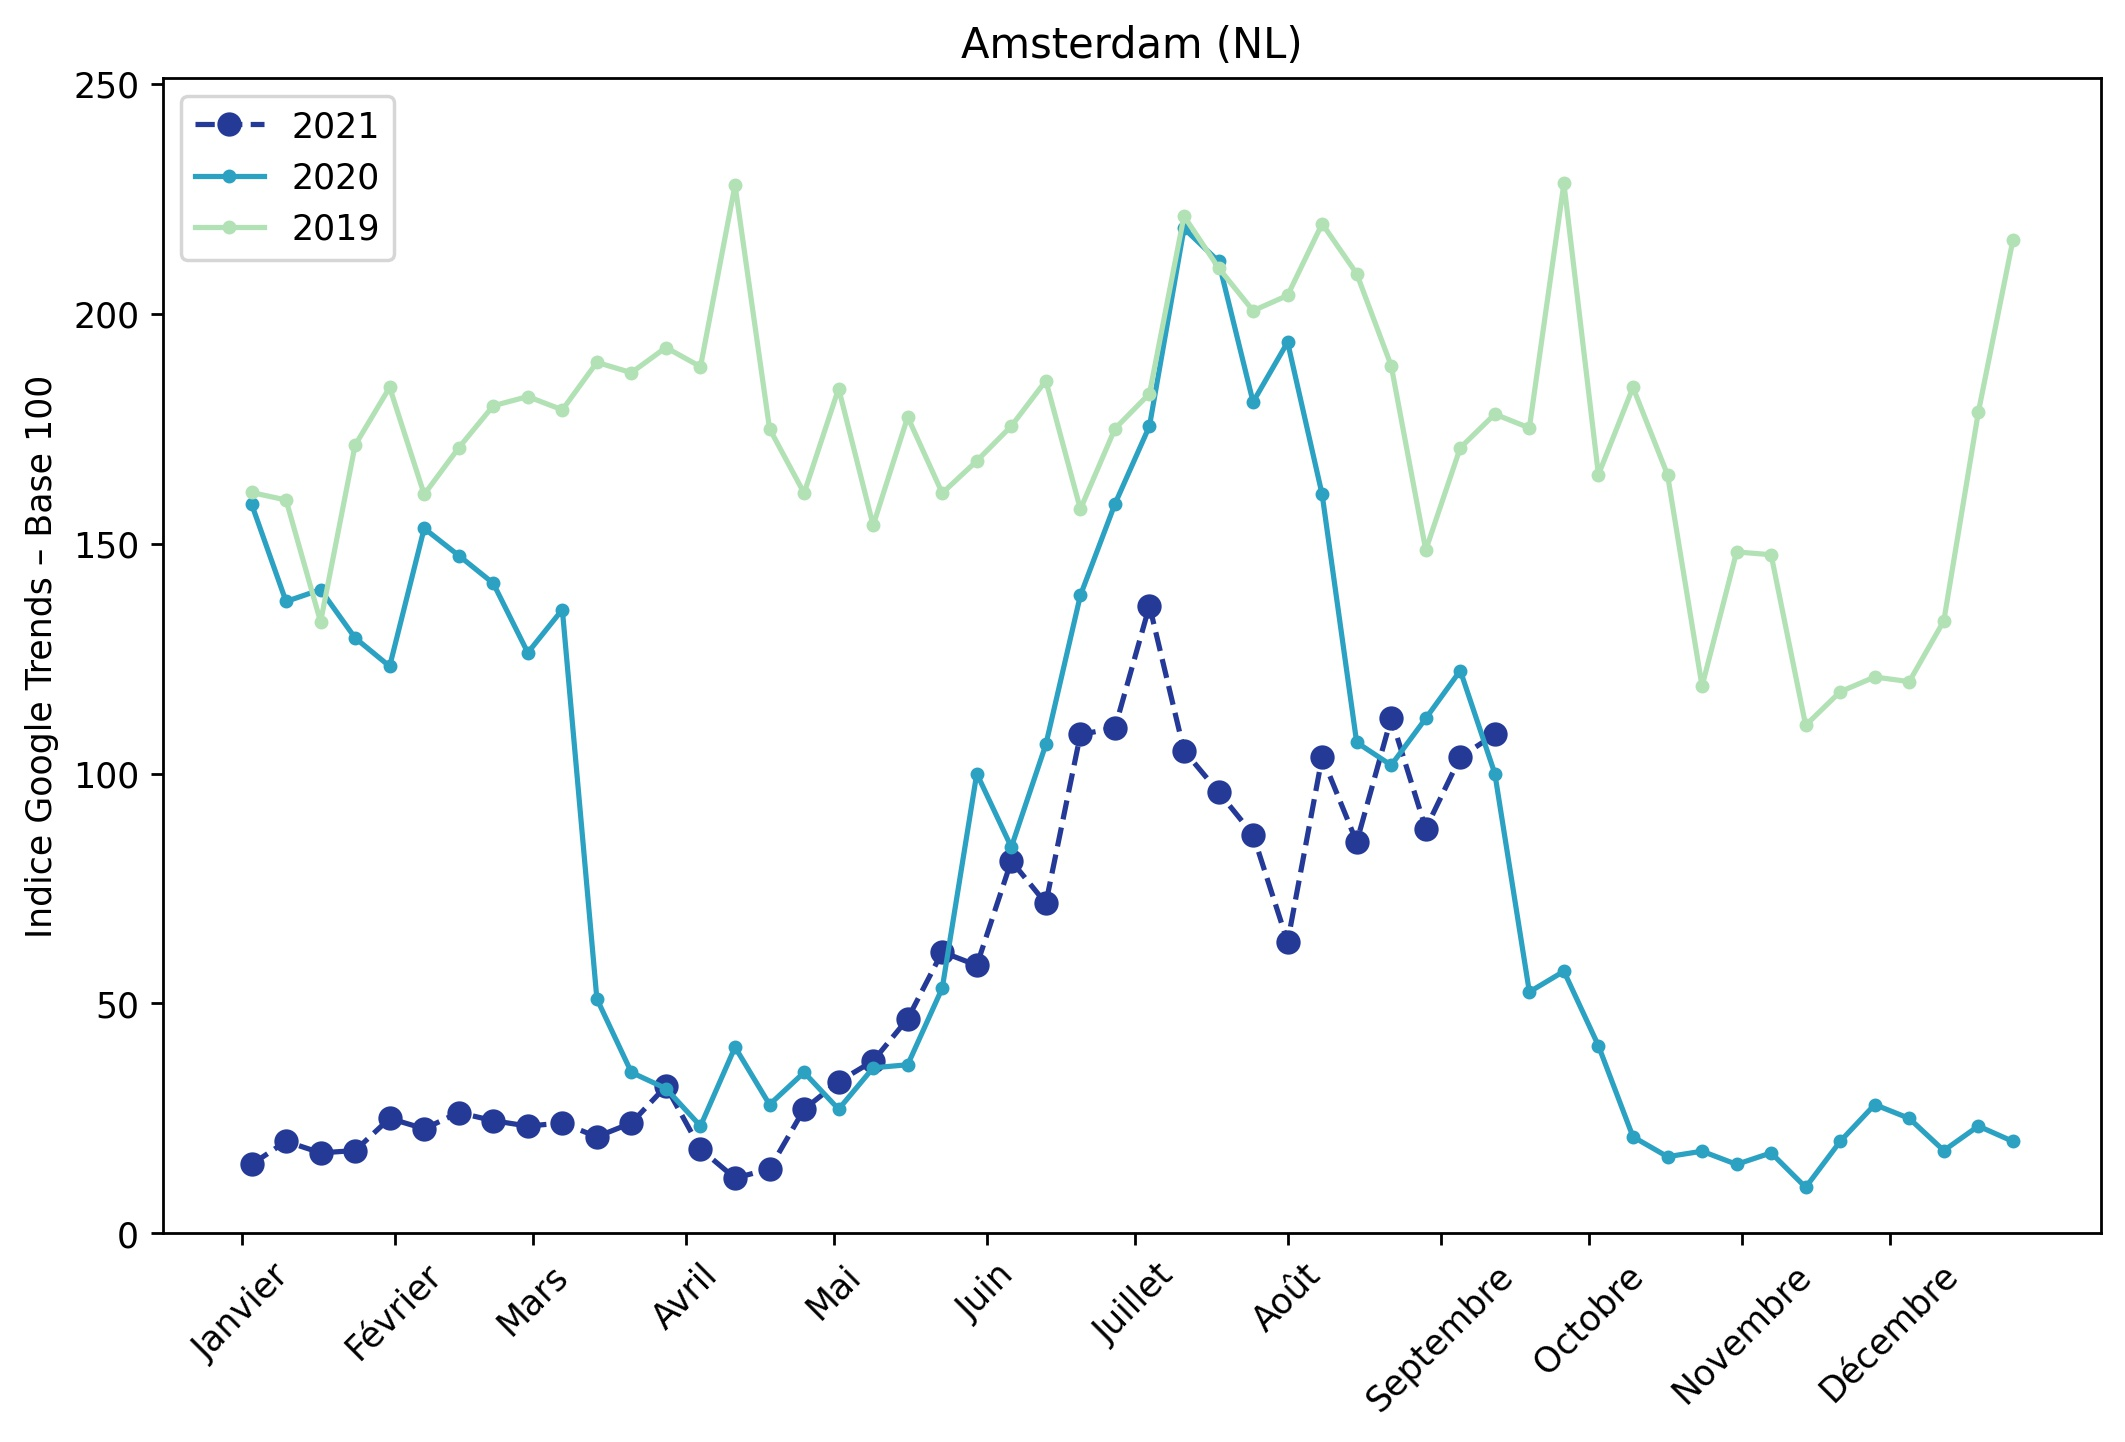 Amsterdam (NL)
Indice Google Trends – Base 100
250
200
150
100
50
0
2021
2020
2019
Janvier
Février
Mars
Avril
Mai
Juin
Juillet
Août
Septembre
Octobre
Novembre
Décembre